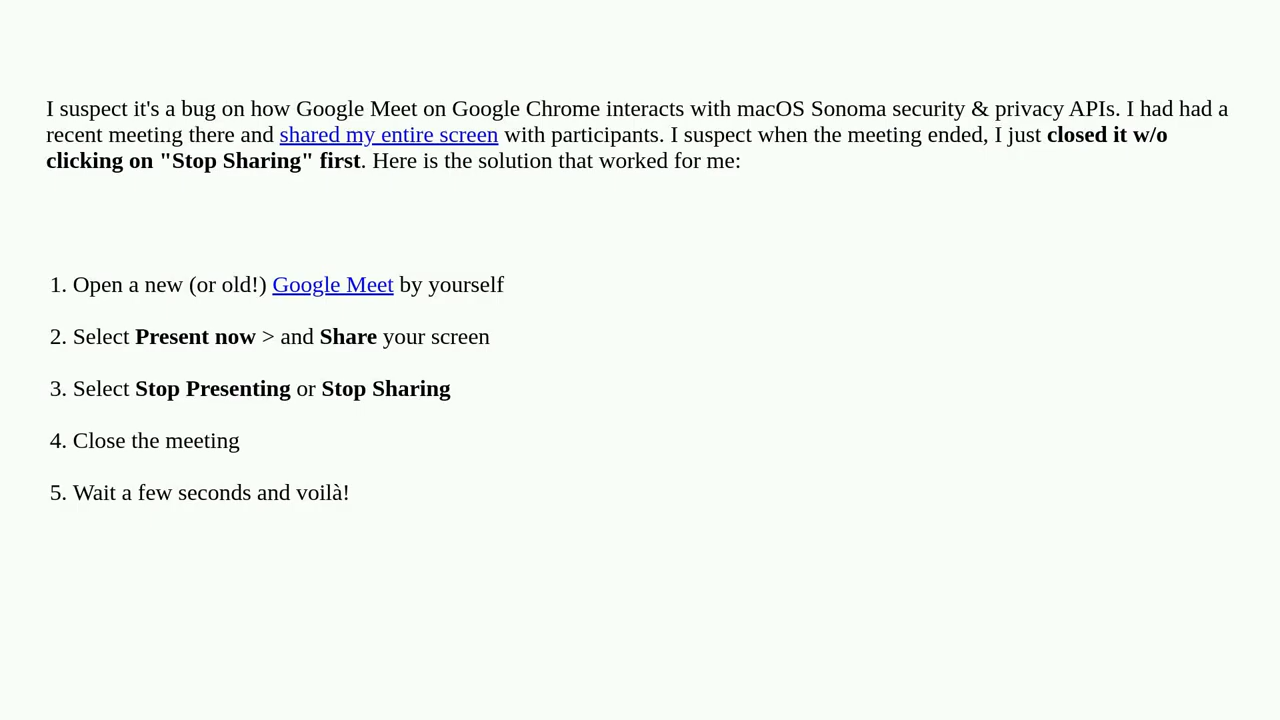 I suspect it's a bug on how Google Meet on Google Chrome interacts with macOS Sonoma security & privacy APIs. I had had a
recent meeting there and shared my entire screen with participants. I suspect when the meeting ended, I just closed it w/o
clicking on "Stop Sharing" first. Here is the solution that worked for me:
1. Open a new (or old!) Google Meet by yourself
2. Select Present now > and Share your screen
3. Select Stop Presenting or Stop Sharing
4. Close the meeting
5. Wait a few seconds and voilà!